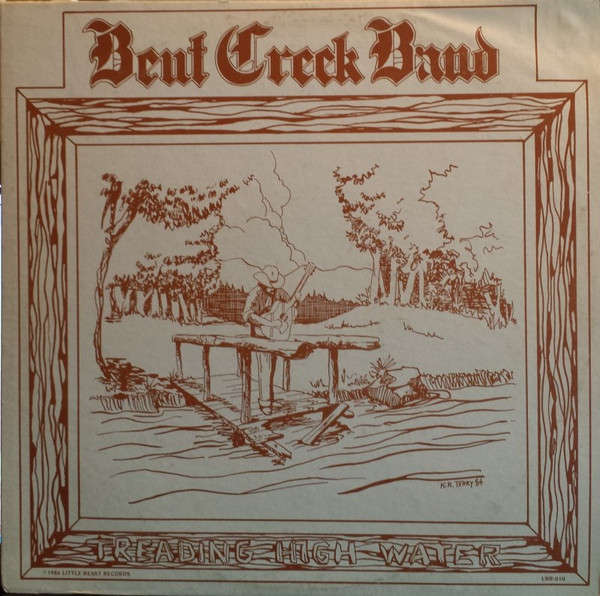 Bent Creek Band
K.R. TERRY 84
TREADING HIGH WATER
© 1984 LITTLE BEAST RECORDS
LBR-010